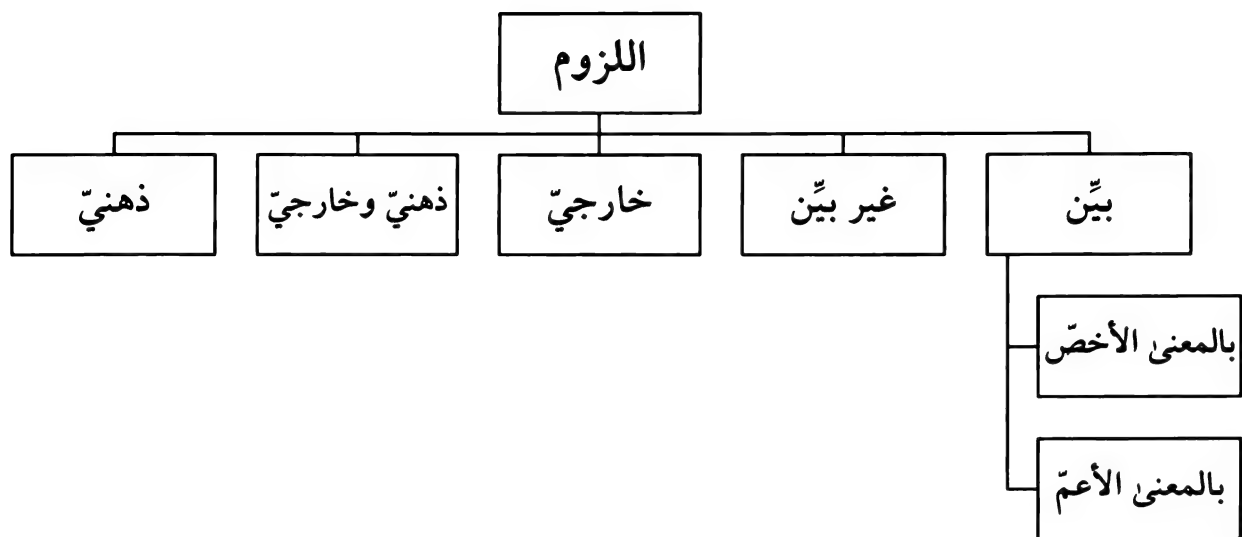 اللزوم
بيِّن
غير بيِّن
خارجيّ
ذهنيّ وخارجيّ
ذهنيّ
بالمعنىٰ الأخصّ
بالمعنىٰ الأعمّ